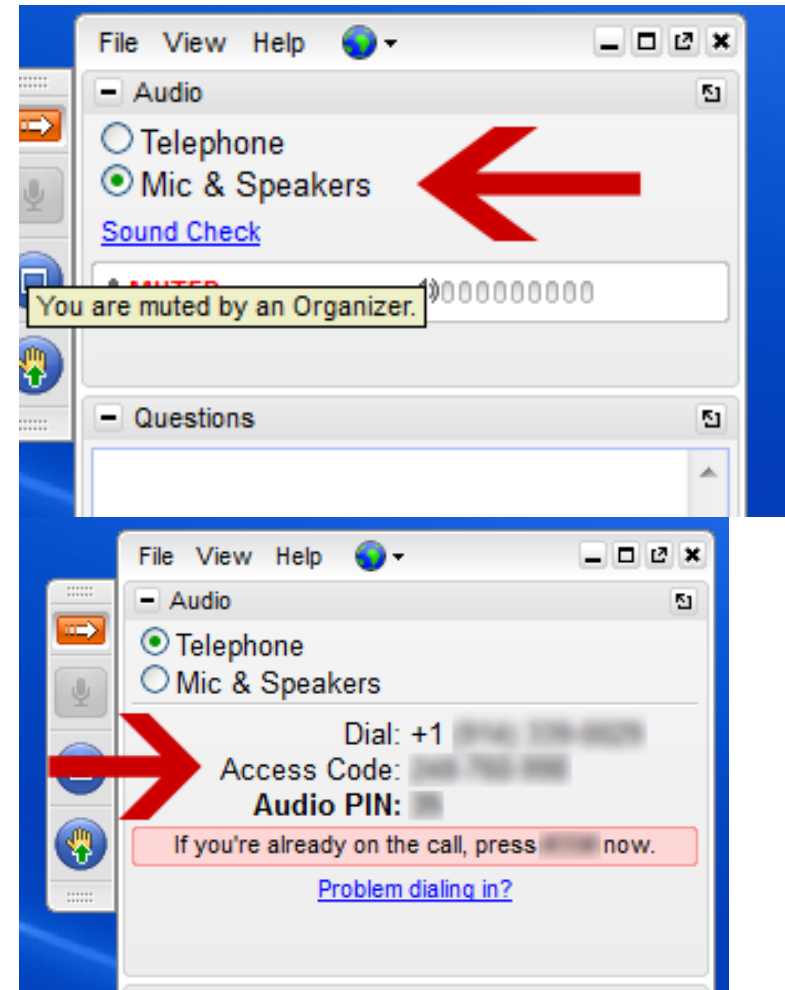 File View Help
Audio
Telephone
Mic & Speakers
Sound Check
You are muted by an Organizer.
Questions
File View Help
Audio
Telephone
Mic & Speakers
Dial: +1
Access Code:
Audio PIN:
If you're already on the call, press now.
Problem dialing in?